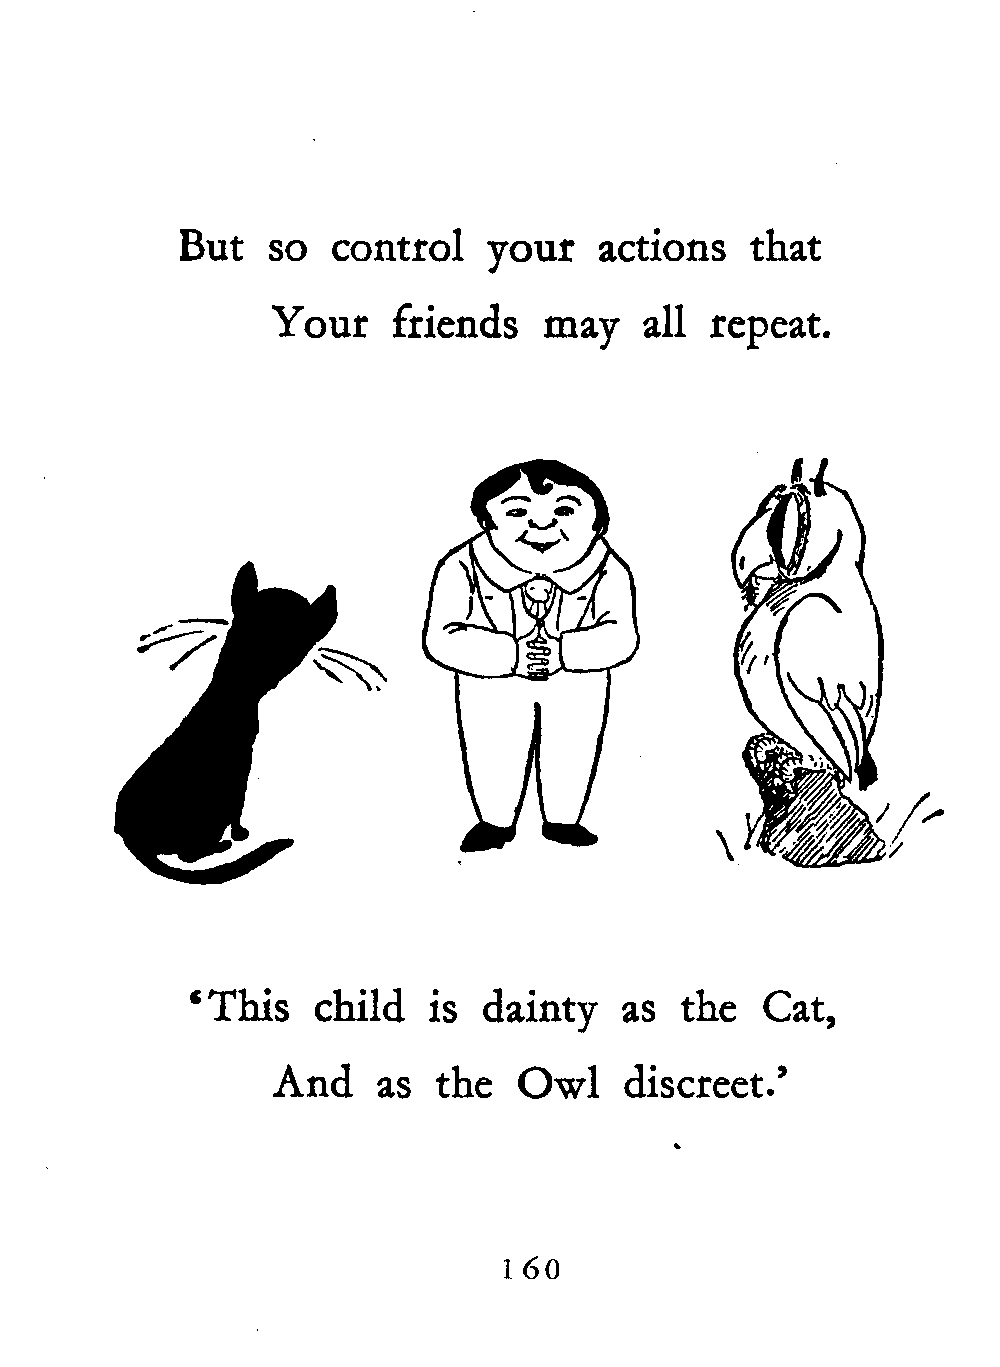 But so control your actions that
Your friends may all repeat.
‘This child is dainty as the Cat,
And as the Owl discreet.’
160